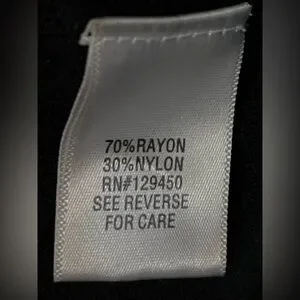 70%RAYON
30%NYLON
RN#129450
SEE REVERSE
FOR CARE